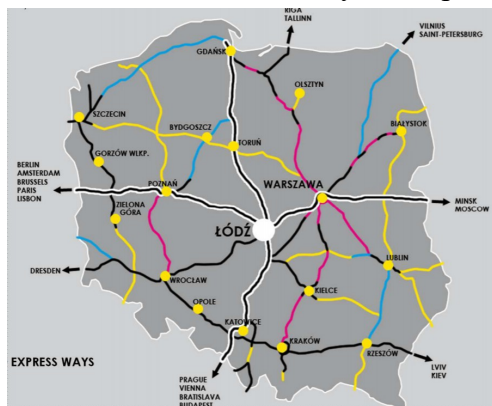 RIGA
TALLINN
VILNIUS
SAINT-PETERSBURG
GDAŃSK
OLSZTYN
SZCZECIN
BYDGOSZCZ
BIAŁYSTOK
TORUŃ
GORZÓW WLKP.
BERLIN
AMSTERDAM
BRUSSELS
PARIS
LISBON
POZNAŃ
WARSZAWA
ZIELONA
GÓRA
ŁÓDŹ
MINSK
MOSCOW
DRESDEN
WROCŁAW
LUBLIN
OPOLE
KIELCE
KATOWICE
KRAKÓW
RZESZÓW
EXPRESS WAYS
LVIV
KIEV
PRAGUE
VIENNA
BRATISLAVA
BUDAPEST